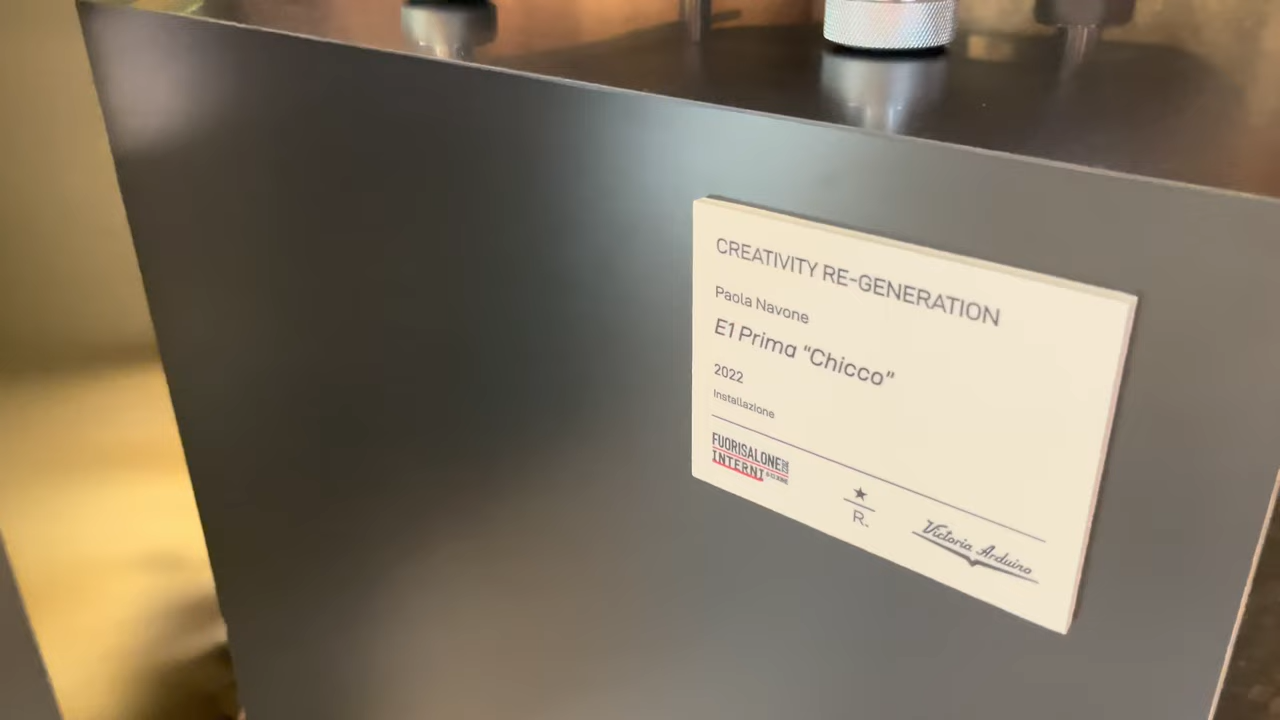 CREATIVITY RE-GENERATION
Paola Navone
E1 Prima “Chicco”
2022
Installazione
FUORISALONE
INTERNI
R.
Victoria Arduino